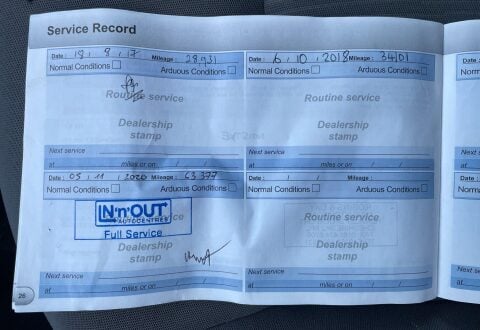 Service Record
Date: 18, 8, 17 Mileage: 28,931
Normal Conditions Arduous Conditions
Routine service
Dealership
stamp
Next service
at miles or on / /
Date: 6, 10, 2018 Mileage: 34101
Normal Conditions Arduous Conditions
Routine service
Dealership
stamp
Next service
at miles or on / /
Date: 05, 11, 2020 Mileage: 63377
Normal Conditions Arduous Conditions
IN'n'OUT
AUTOCENTRES
Full Service
Dealership
stamp
Next service
at miles or on / /
Date: / / Mileage:
Normal Conditions Arduous Conditions
Routine service
Dealership
stamp
Next service
at miles or on / /
26